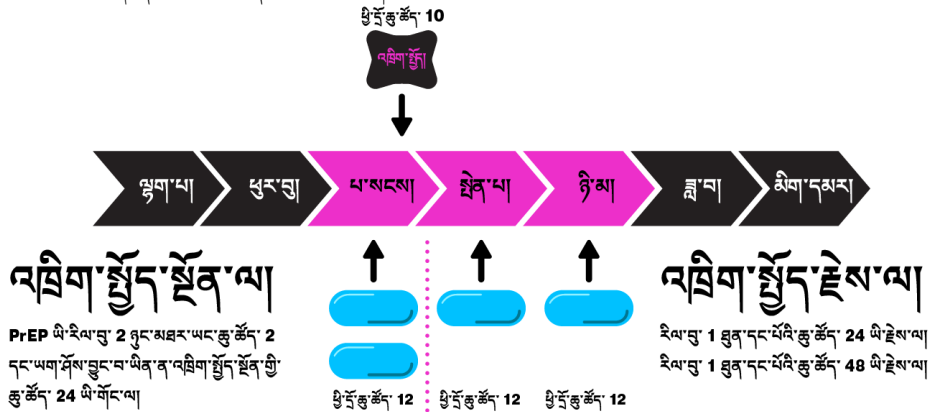 ཕྱི་དྲོ་ཆུ་ཚོད་ 10
འཁྲིག་སྤྱོད།
ལྷག་པ། ཕུར་བུ། པ་སངས། སྤེན་པ། ཉི་མ། ཟླ་བ། མིག་དམར།
འཁྲིག་སྤྱོད་སྔོན་ལ།
PrEP ཡི་རིལ་བུ་ 2 ཉུང་མཐར་ཡང་ཆུ་ཚོད་ 2
དང་ཡག་ཤོས་བྱུང་བ་ཡིན་ན་འཁྲིག་སྤྱོད་སྔོན་གྱི་
ཆུ་ཚོད་ 24 ཡི་གོང་ལ།
ཕྱི་དྲོ་ཆུ་ཚོད་ 12 ཕྱི་དྲོ་ཆུ་ཚོད་ 12 ཕྱི་དྲོ་ཆུ་ཚོད་ 12
འཁྲིག་སྤྱོད་རྗེས་ལ།
རིལ་བུ་ 1 ཐུན་དང་པོའི་ཆུ་ཚོད་ 24 ཡི་རྗེས་ལ།
རིལ་བུ་ 1 ཐུན་དང་པོའི་ཆུ་ཚོད་ 48 ཡི་རྗེས་ལ།